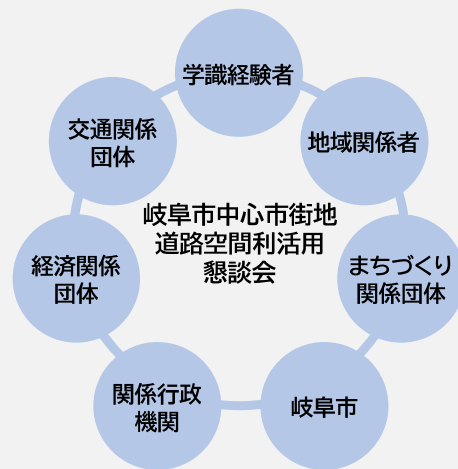 学識経験者
地域関係者
まちづくり
関係団体
岐阜市
関係行政
機関
経済関係
団体
交通関係
団体
岐阜市中心市街地
道路空間利活用
懇談会